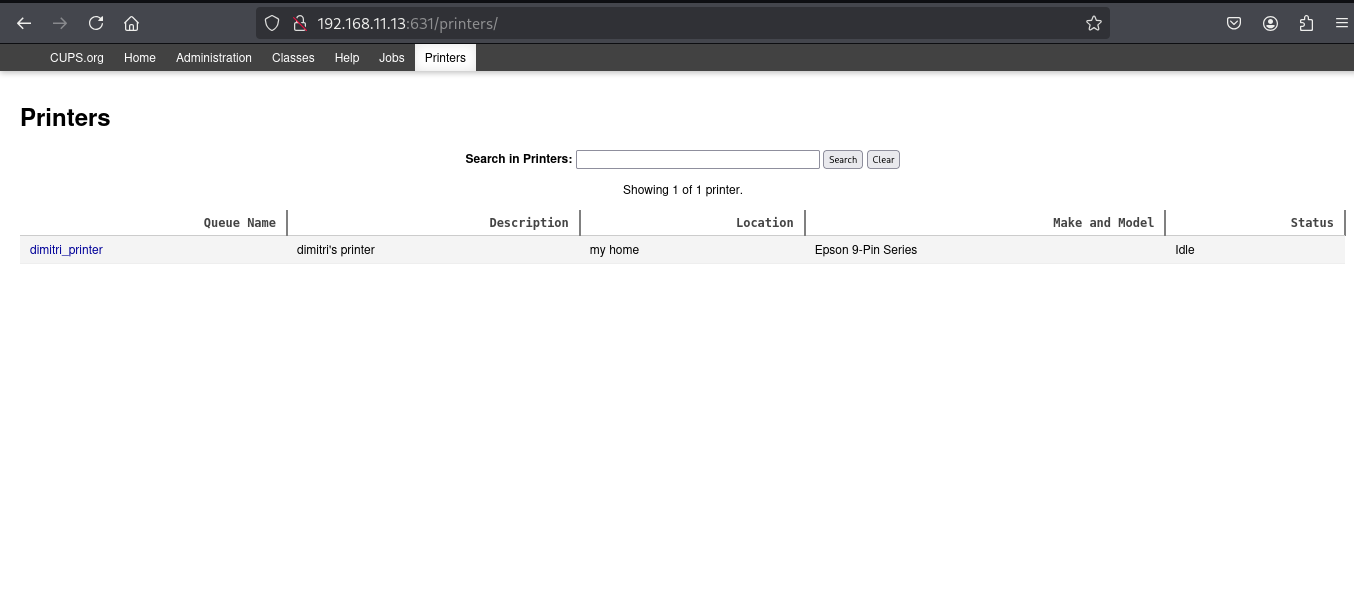 192.168.11.13:631/printers/
CUPS.org Home Administration Classes Help Jobs Printers
Printers
Search in Printers: Search Clear
Showing 1 of 1 printer.
Queue Name Description Location Make and Model Status
dimitri_printer dimitri's printer my home Epson 9-Pin Series Idle